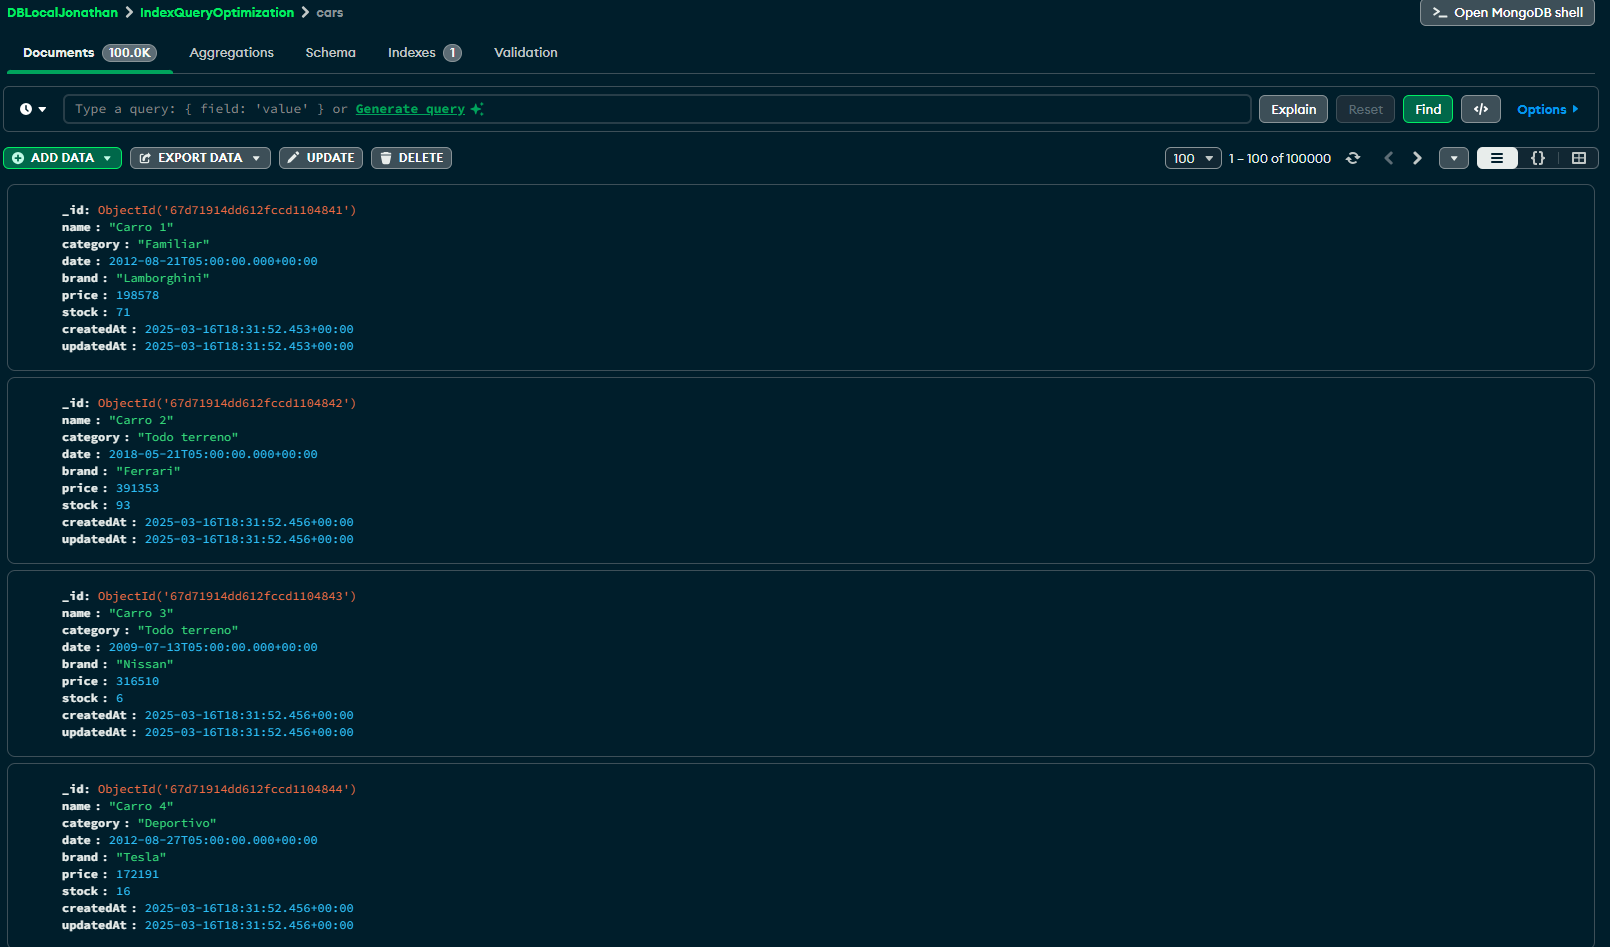 DBLocalJonathan > IndexQueryOptimization > cars
>_ Open MongoDB shell
Documents 100.0K Aggregations Schema Indexes 1 Validation
Type a query: { field: 'value' } or Generate query
Explain Reset Find </> Options
ADD DATA EXPORT DATA UPDATE DELETE
100 1 – 100 of 100000 {}
_id: ObjectId('67d71914dd612fccd1104841')
name : "Carro 1"
category : "Familiar"
date : 2012-08-21T05:00:00.000+00:00
brand : "Lamborghini"
price : 198578
stock : 71
createdAt : 2025-03-16T18:31:52.453+00:00
updatedAt : 2025-03-16T18:31:52.453+00:00
_id: ObjectId('67d71914dd612fccd1104842')
name : "Carro 2"
category : "Todo terreno"
date : 2018-05-21T05:00:00.000+00:00
brand : "Ferrari"
price : 391353
stock : 93
createdAt : 2025-03-16T18:31:52.456+00:00
updatedAt : 2025-03-16T18:31:52.456+00:00
_id: ObjectId('67d71914dd612fccd1104843')
name : "Carro 3"
category : "Todo terreno"
date : 2009-07-13T05:00:00.000+00:00
brand : "Nissan"
price : 316510
stock : 6
createdAt : 2025-03-16T18:31:52.456+00:00
updatedAt : 2025-03-16T18:31:52.456+00:00
_id: ObjectId('67d71914dd612fccd1104844')
name : "Carro 4"
category : "Deportivo"
date : 2012-08-27T05:00:00.000+00:00
brand : "Tesla"
price : 172191
stock : 16
createdAt : 2025-03-16T18:31:52.456+00:00
updatedAt : 2025-03-16T18:31:52.456+00:00